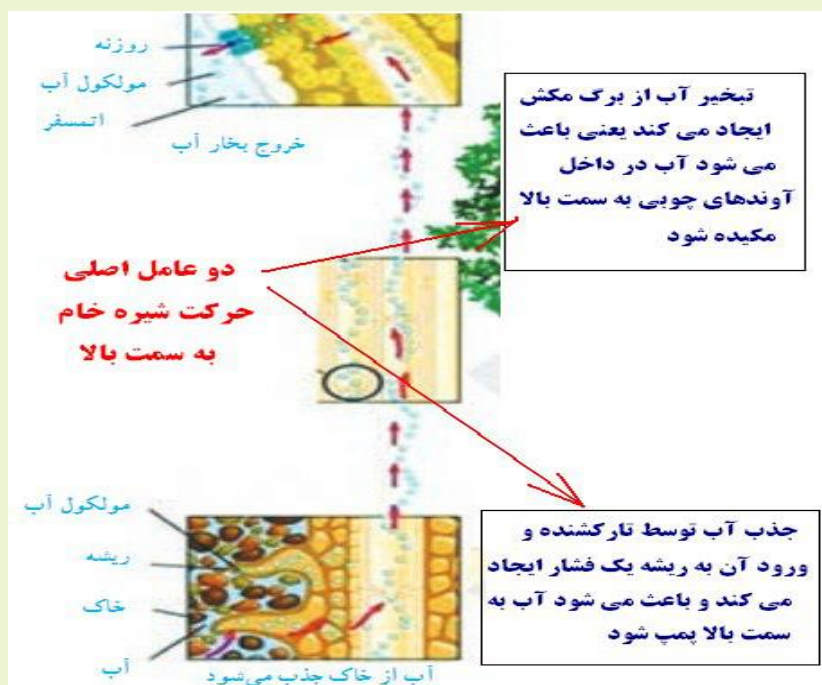 روزنه
مولکول آب
اتمسفر
خروج بخار آب
تبخیر آب از برگ مکش
ایجاد می کند یعنی باعث
می شود آب در داخل
آوندهای چوبی به سمت بالا
مکیده شود
دو عامل اصلی
حرکت شیره خام
به سمت بالا
مولکول آب
ریشه
خاک
آب
آب از خاک جذب می‌شود
جذب آب توسط تارکشنده و
ورود آن به ریشه یک فشار ایجاد
می کند و باعث می شود آب به
سمت بالا پمپ شود